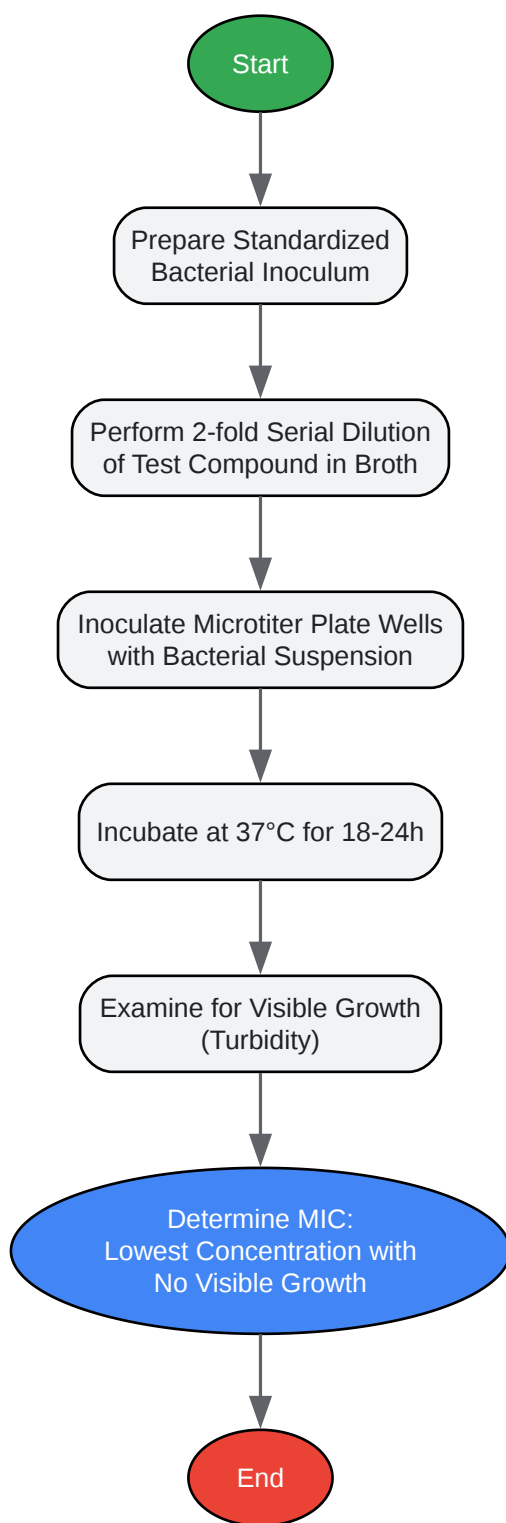 Start
Prepare Standardized
Bacterial Inoculum
Perform 2-fold Serial Dilution
of Test Compound in Broth
Inoculate Microtiter Plate Wells
with Bacterial Suspension
Incubate at 37°C for 18-24h
Examine for Visible Growth
(Turbidity)
Determine MIC:
Lowest Concentration with
No Visible Growth
End